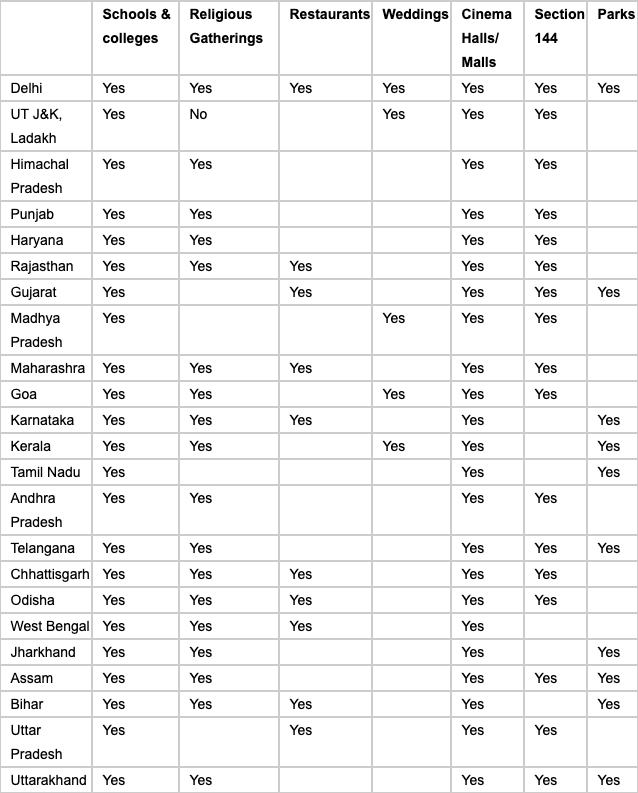 Schools & Religious Restaurants Weddings Cinema Section Parks
colleges Gatherings Halls/ 144
Malls
Delhi Yes Yes Yes Yes Yes Yes Yes
UT J&K, Yes No Yes Yes Yes
Ladakh
Himachal Yes Yes Yes Yes
Pradesh
Punjab Yes Yes Yes Yes
Haryana Yes Yes Yes Yes
Rajasthan Yes Yes Yes Yes Yes
Gujarat Yes Yes Yes Yes Yes
Madhya Yes Yes Yes Yes
Pradesh
Maharashra Yes Yes Yes Yes Yes
Goa Yes Yes Yes Yes Yes
Karnataka Yes Yes Yes Yes Yes
Kerala Yes Yes Yes Yes Yes
Tamil Nadu Yes Yes Yes
Andhra Yes Yes Yes Yes
Pradesh
Telangana Yes Yes Yes Yes Yes
Chhattisgarh Yes Yes Yes Yes Yes
Odisha Yes Yes Yes Yes Yes
West Bengal Yes Yes Yes Yes
Jharkhand Yes Yes Yes Yes
Assam Yes Yes Yes Yes Yes
Bihar Yes Yes Yes Yes Yes
Uttar Yes Yes Yes Yes
Pradesh
Uttarakhand Yes Yes Yes Yes Yes